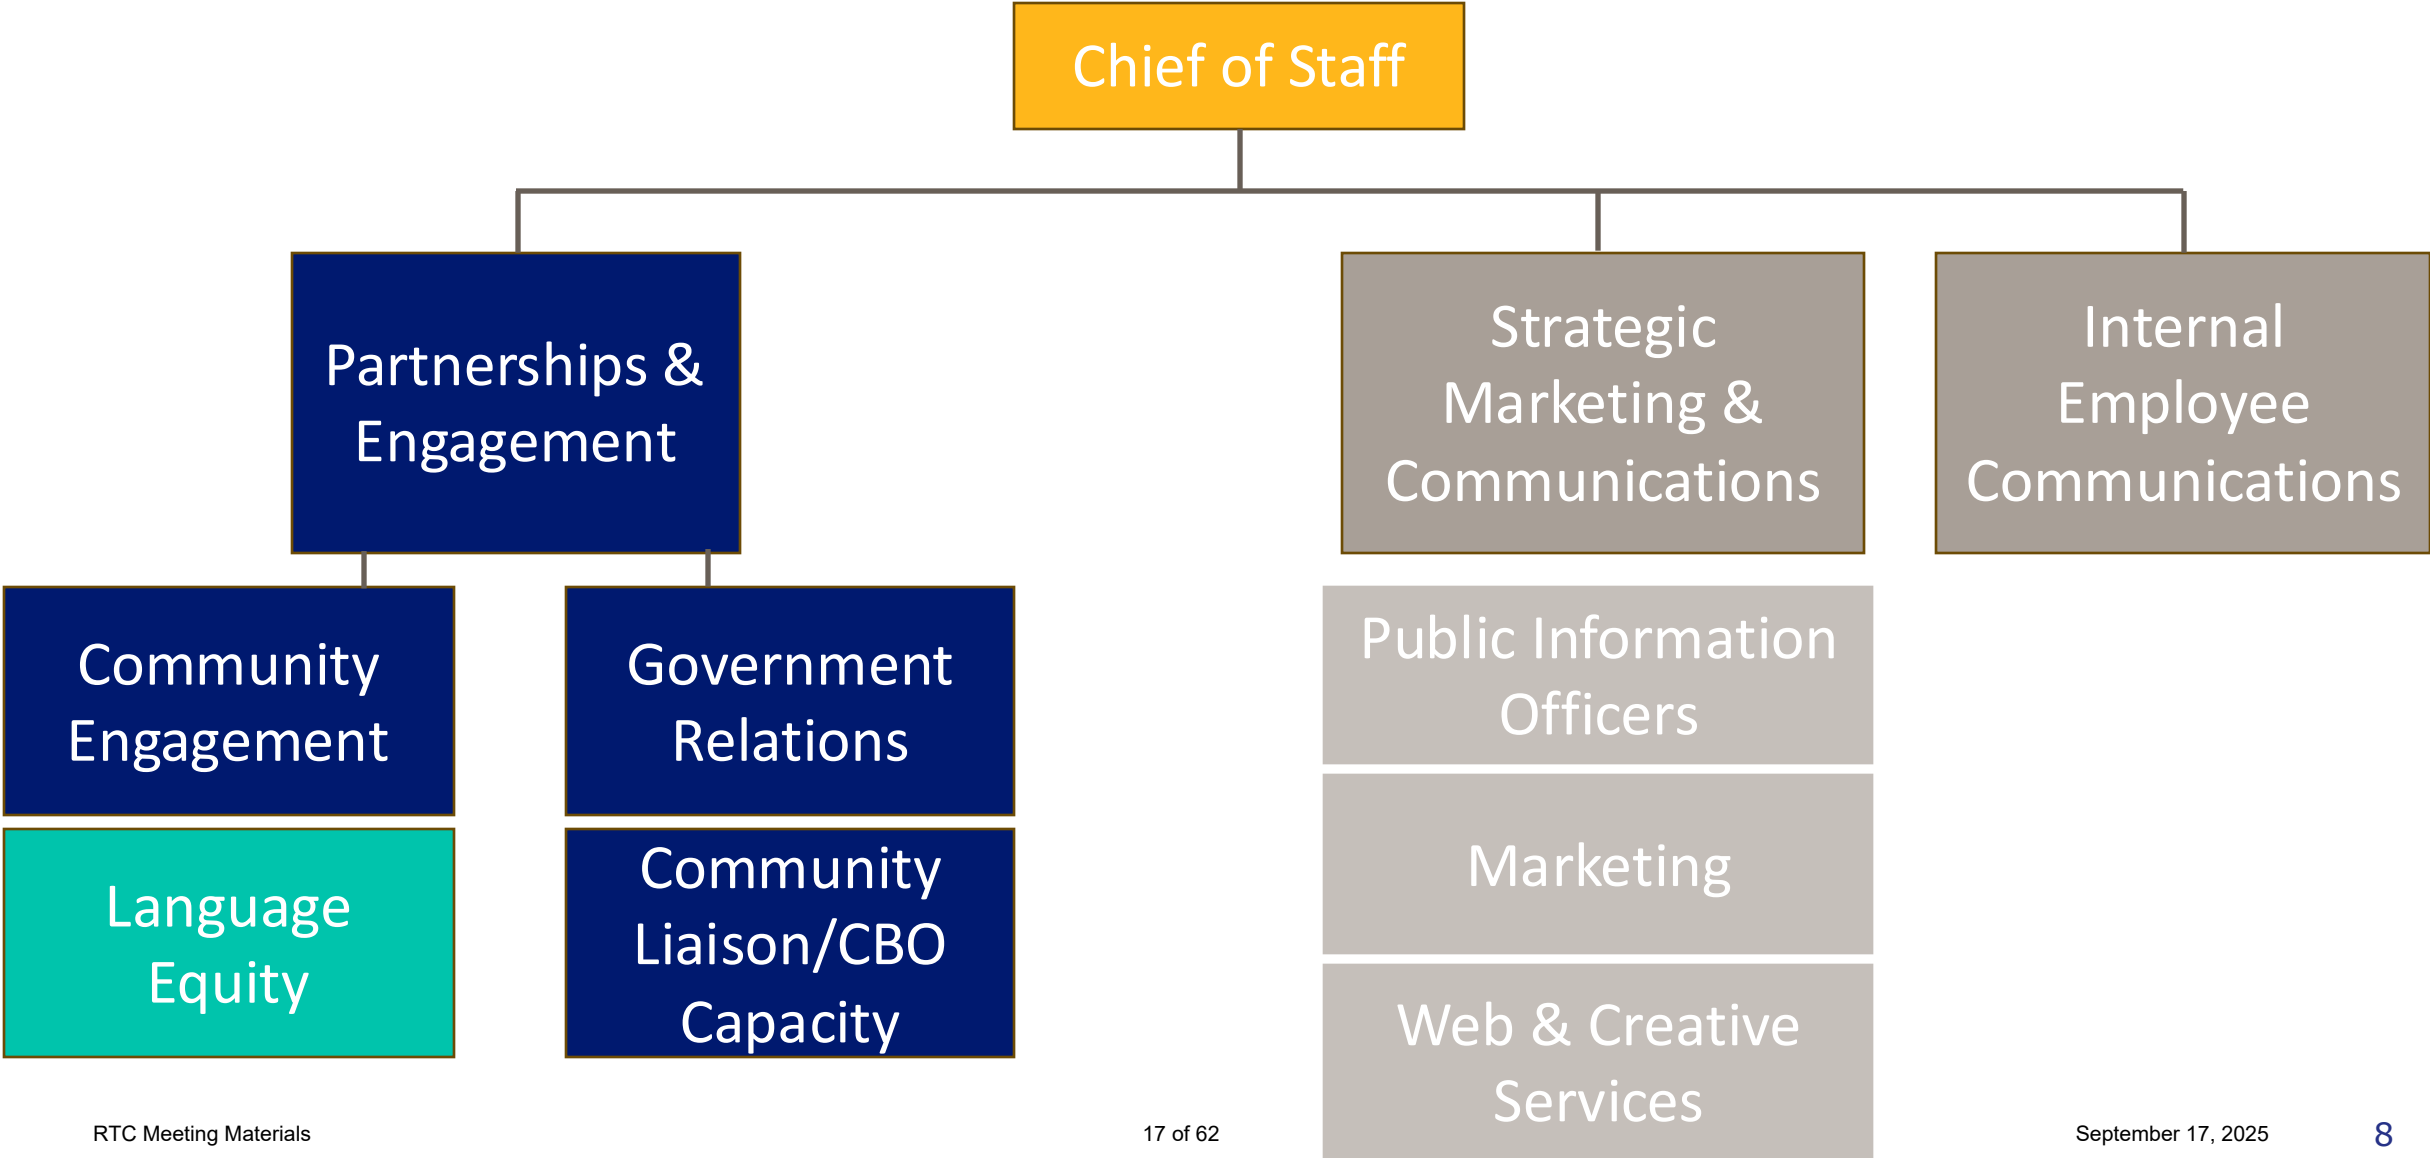 Chief of Staff
Partnerships &
Engagement
Strategic
Marketing &
Communications
Internal
Employee
Communications
Community
Engagement
Government
Relations
Public Information
Officers
Language
Equity
Community
Liaison/CBO
Capacity
Marketing
Web & Creative
Services
RTC Meeting Materials
17 of 62
September 17, 2025
8